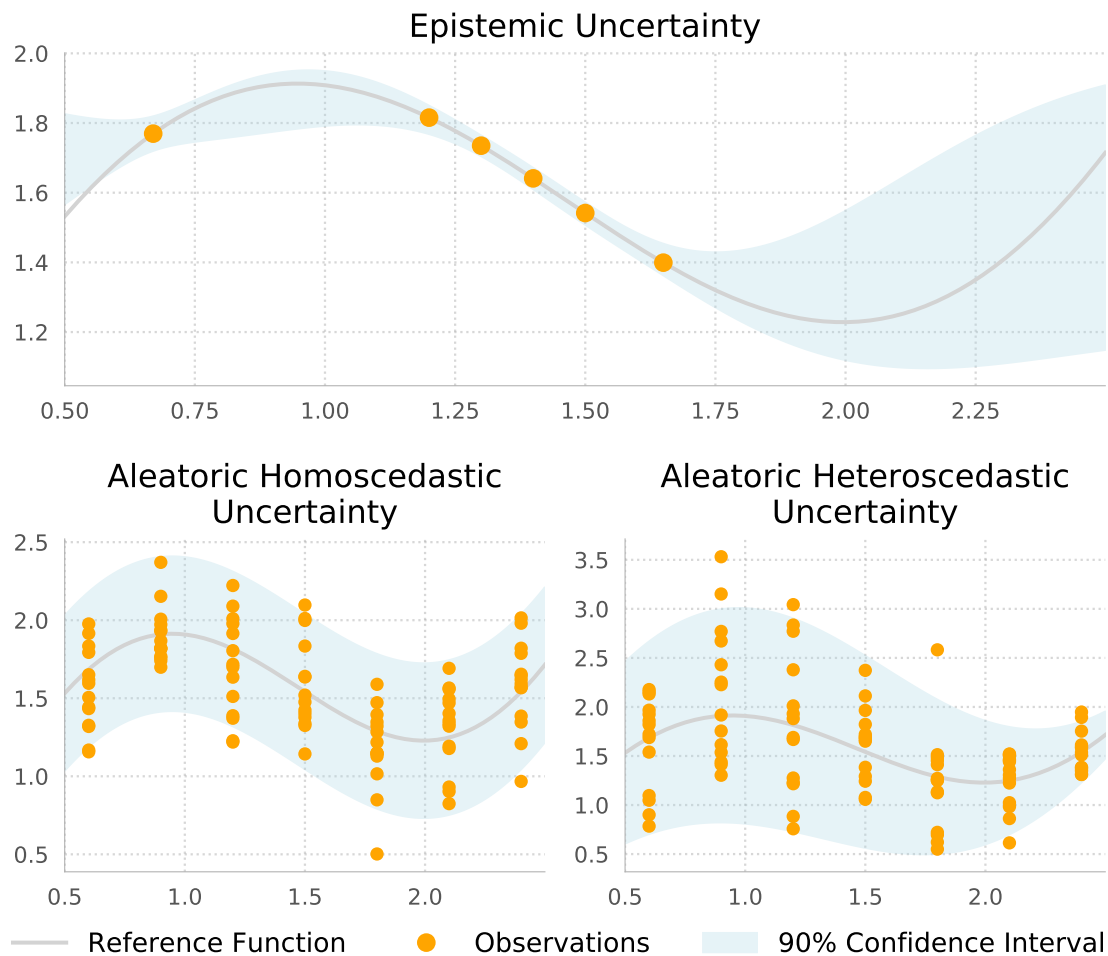 Epistemic Uncertainty
2.0
1.8
1.6
1.4
1.2
0.50 0.75 1.00 1.25 1.50 1.75 2.00 2.25
Aleatoric Homoscedastic
Uncertainty
2.5
2.0
1.5
1.0
0.5
0.5 1.0 1.5 2.0
Aleatoric Heteroscedastic
Uncertainty
3.5
3.0
2.5
2.0
1.5
1.0
0.5
0.5 1.0 1.5 2.0
Reference Function Observations 90% Confidence Interval